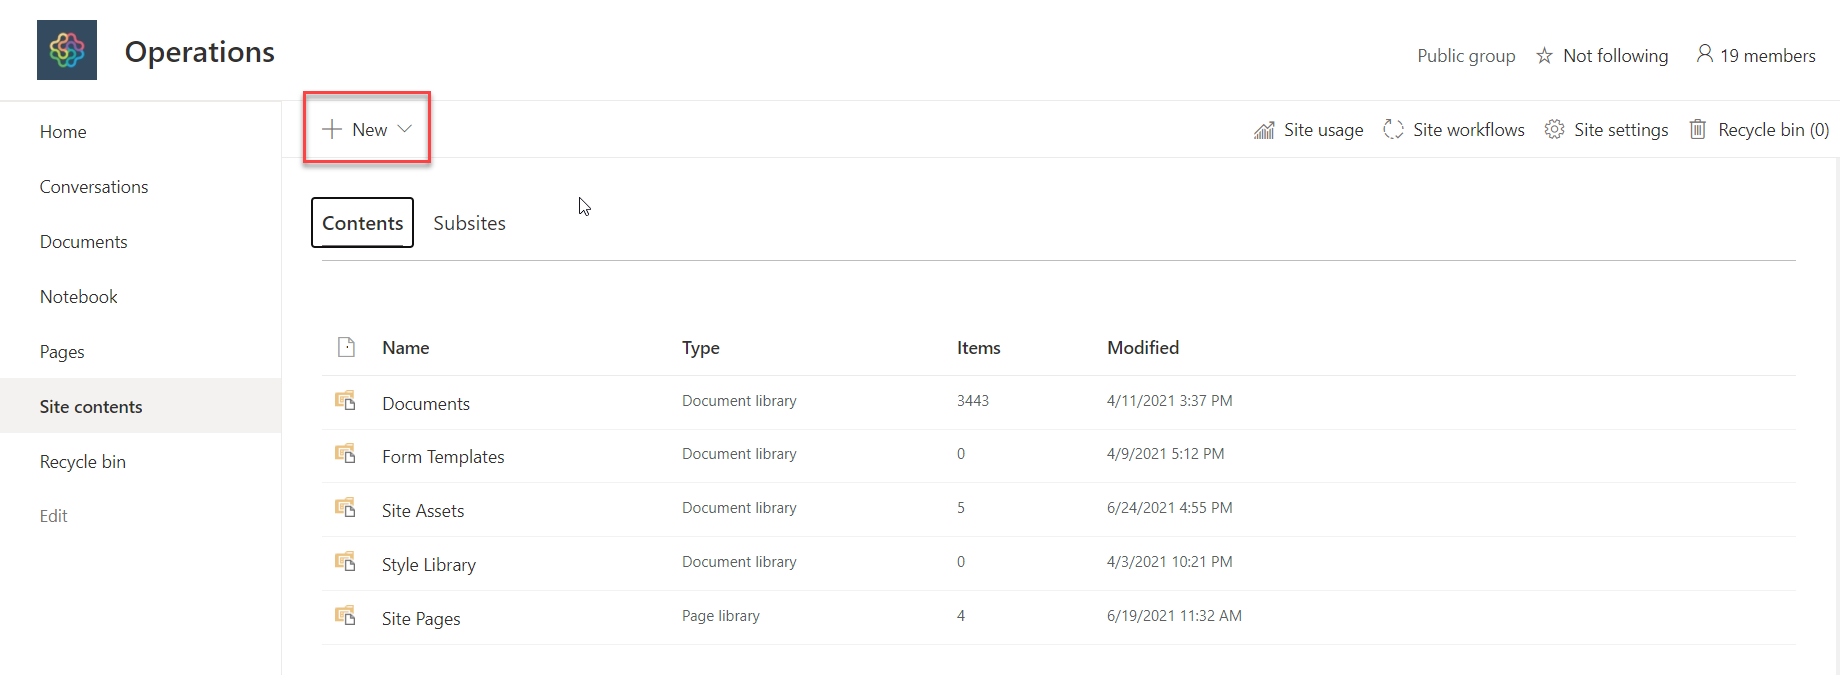 Operations
Public group Not following 19 members
Home
Conversations
Documents
Notebook
Pages
Site contents
Recycle bin
Edit
New
Site usage Site workflows Site settings Recycle bin (0)
Contents Subsites
Name Type Items Modified
Documents Document library 3443 4/11/2021 3:37 PM
Form Templates Document library 0 4/9/2021 5:12 PM
Site Assets Document library 5 6/24/2021 4:55 PM
Style Library Document library 0 4/3/2021 10:21 PM
Site Pages Page library 4 6/19/2021 11:32 AM